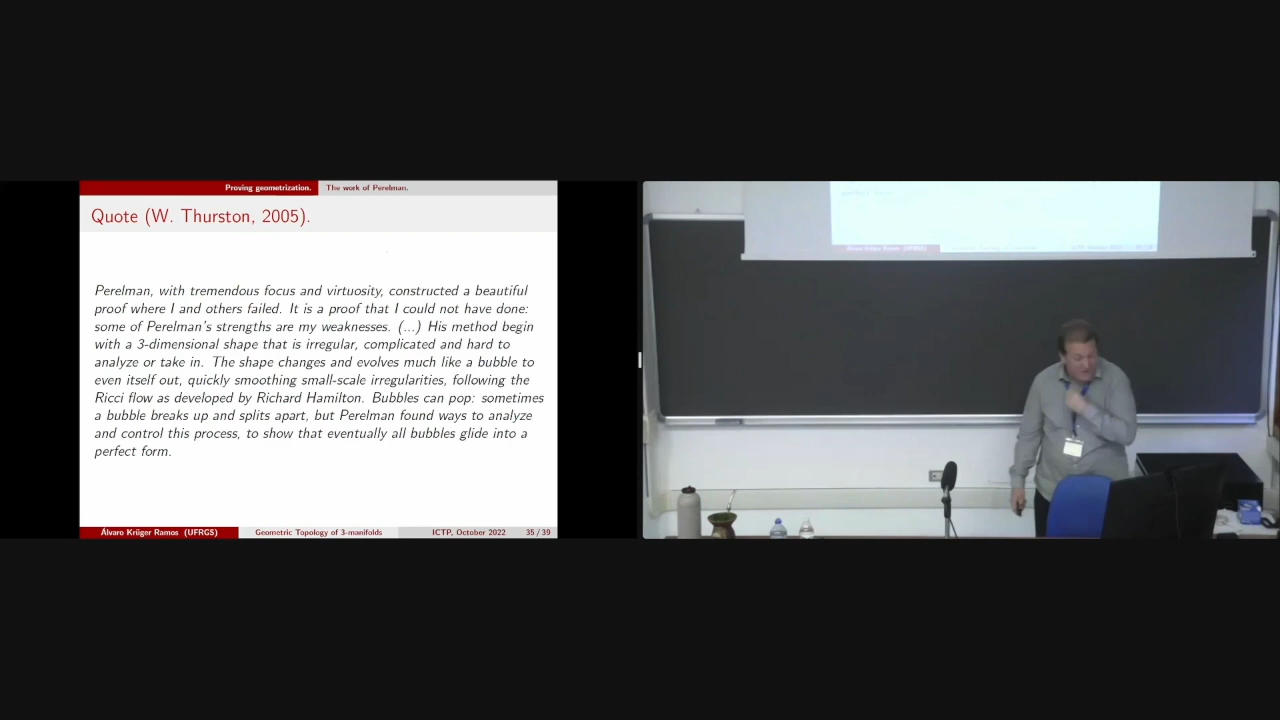 Proving geometrization. The work of Perelman.
Quote (W. Thurston, 2005).
Perelman, with tremendous focus and virtuosity, constructed a beautiful
proof where I and others failed. It is a proof that I could not have done:
some of Perelman's strengths are my weaknesses. (...) His method begin
with a 3-dimensional shape that is irregular, complicated and hard to
analyze or take in. The shape changes and evolves much like a bubble to
even itself out, quickly smoothing small-scale irregularities, following the
Ricci flow as developed by Richard Hamilton. Bubbles can pop: sometimes
a bubble breaks up and splits apart, but Perelman found ways to analyze
and control this process, to show that eventually all bubbles glide into a
perfect form.
Álvaro Krüger Ramos (UFRGS) Geometric Topology of 3-manifolds ICTP, October 2022 35 / 39